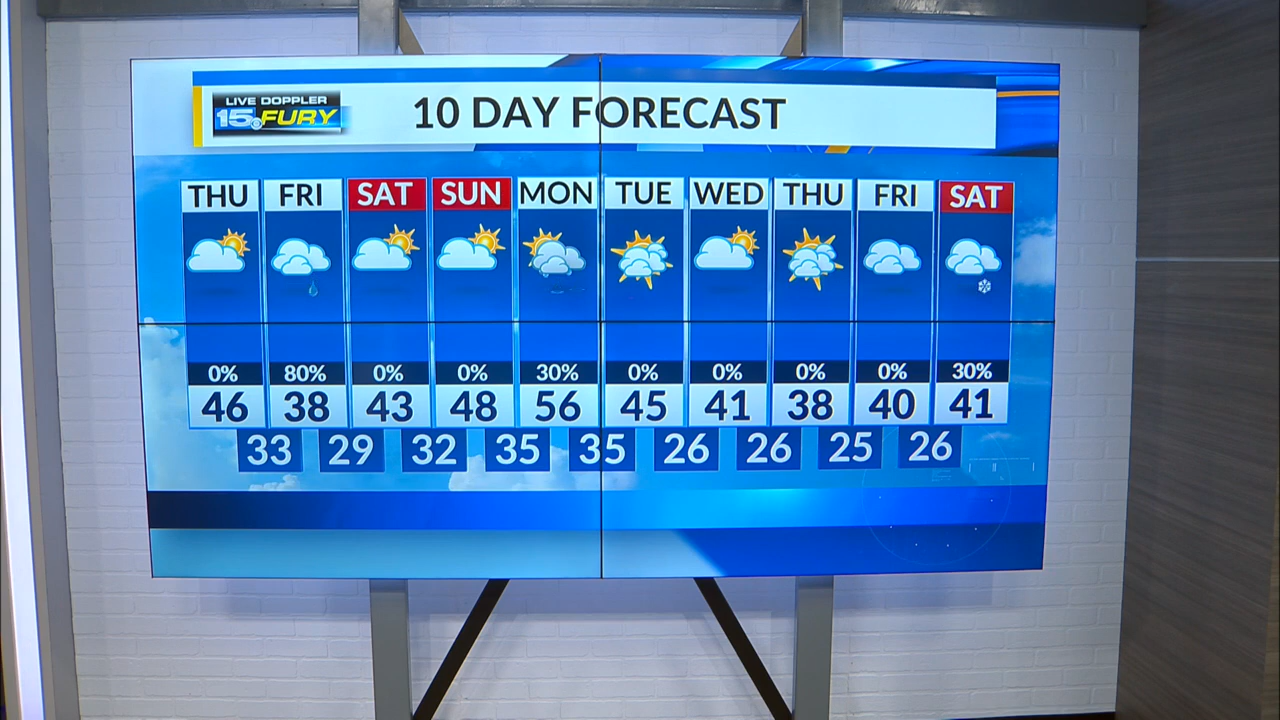 LIVE DOPPLER
15 FURY
10 DAY FORECAST
THU FRI SAT SUN MON TUE WED THU FRI SAT
0% 80% 0% 0% 30% 0% 0% 0% 0% 30%
46 38 43 48 56 45 41 38 40 41
33 29 32 35 35 26 26 25 26